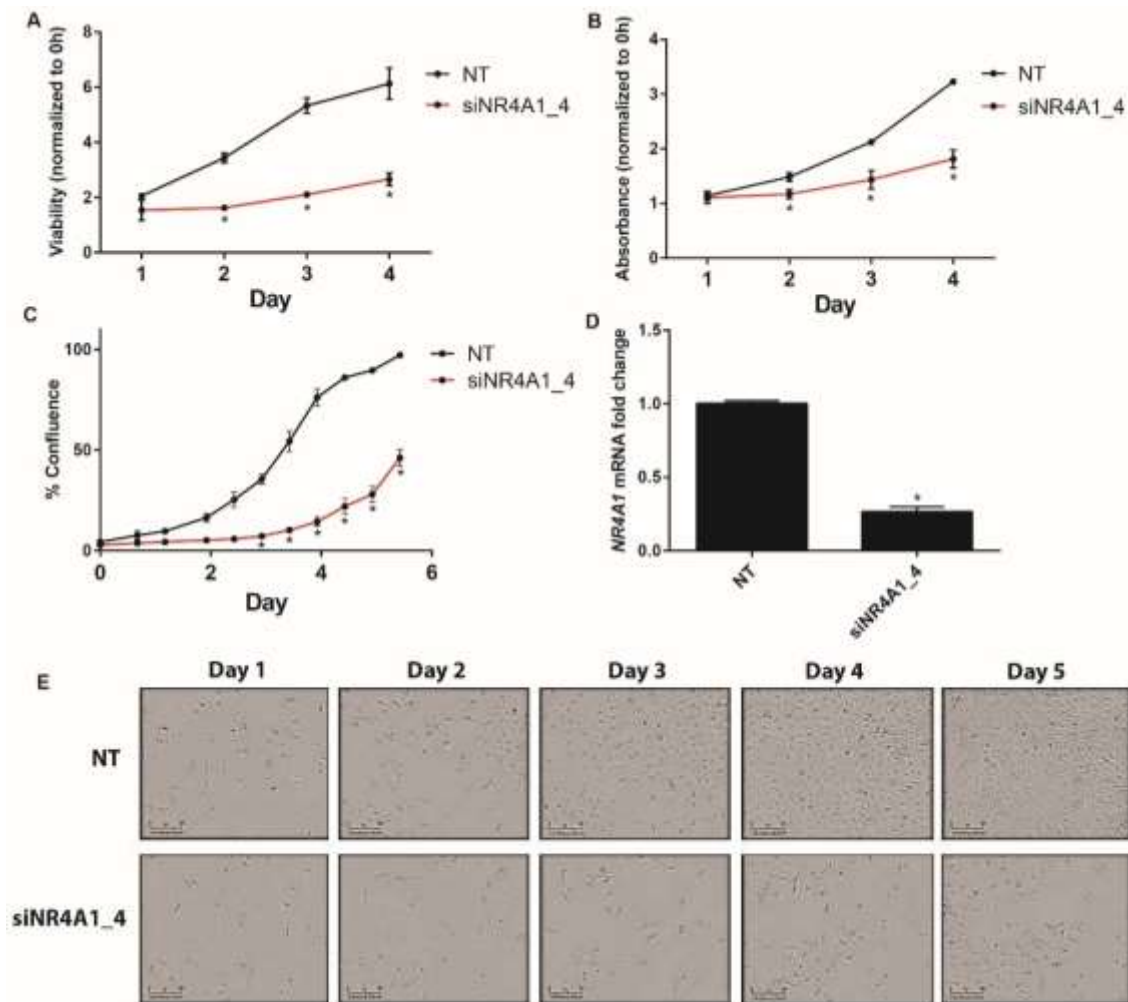 A
Viability (normalized to 0h)
8
6
4
2
0
1 2 3 4
Day
NT
siNR4A1_4
*
*
*
B
Absorbance (normalized to 0h)
4
3
2
1
0
1 2 3 4
Day
NT
siNR4A1_4
*
*
*
C
% Confluence
100
50
0
0 2 4 6
Day
NT
siNR4A1_4
*
*
*
*
*
*
D
NR4A1 mRNA fold change
1.5
1.0
0.5
0.0
*
NT
siNR4A1_4
E
Day 1 Day 2 Day 3 Day 4 Day 5
NT
siNR4A1_4